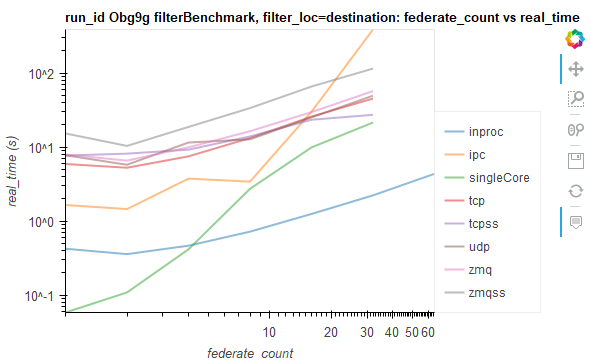 run_id Obg9g filterBenchmark, filter_loc=destination: federate_count vs real_time
10^2
10^1
10^0
10^-1
real_time (s)
10
20
30
40
50
60
federate_count
inproc
ipc
singleCore
tcp
tcpss
udp
zmq
zmqss